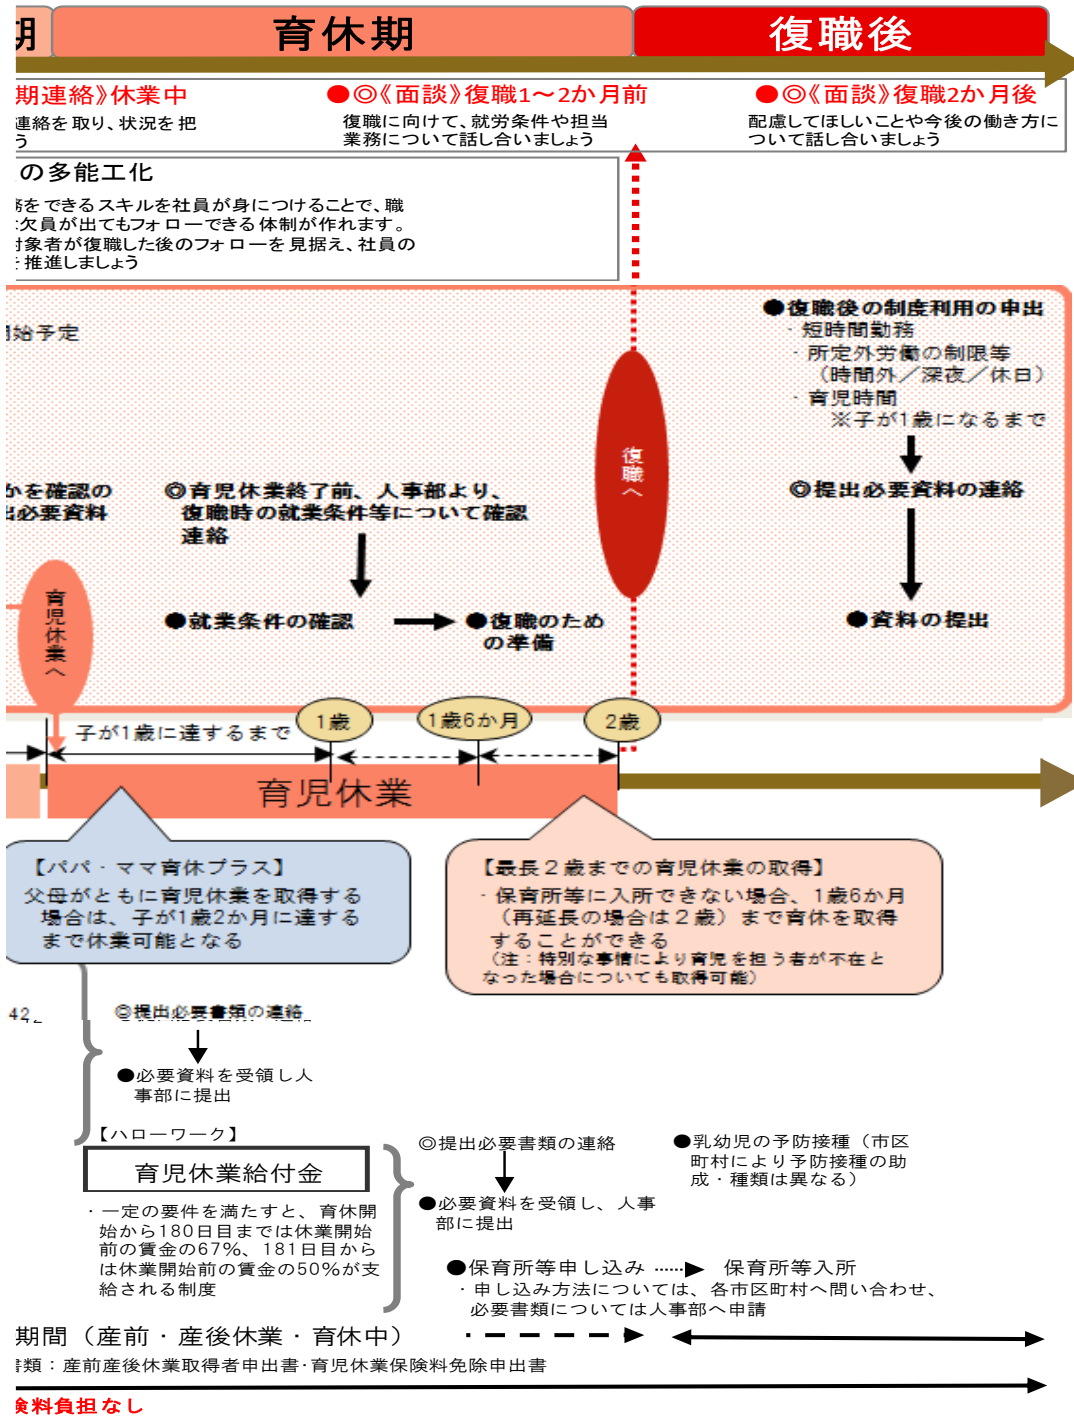 期
育休期
復職後
期連絡》休業中
連絡を取り、状況を把
う
●◎《面談》復職1～2か月前
復職に向けて、就労条件や担当
業務について話し合いましょう
●◎《面談》復職2か月後
配慮してほしいことや今後の働き方に
ついて話し合いましょう
の多能工化
務をできるスキルを社員が身につけることで、職
欠員が出てもフォローできる体制が作れます。
対象者が復職した後のフォローを見据え、社員の
を推進しましょう
開始予定
●復職後の制度利用の申出
・短時間勤務
・所定外労働の制限等
（時間外／深夜／休日）
・育児時間
※子が1歳になるまで
復職へ
かを確認の
出必要資料
◎育児休業終了前、人事部より、
復職時の就業条件等について確認
連絡
◎提出必要資料の連絡
育児休業へ
●就業条件の確認
●復職のため
の準備
●資料の提出
子が1歳に達するまで
1歳
1歳6か月
2歳
育児休業
【パパ・ママ育休プラス】
父母がともに育児休業を取得する
場合は、子が1歳2か月に達する
まで休業可能となる
【最長２歳までの育児休業の取得】
・保育所等に入所できない場合、1歳6か月
（再延長の場合は２歳）まで育休を取得
することができる
（注：特別な事情により育児を担う者が不在と
なった場合についても取得可能）
42
◎提出必要書類の連絡
●必要資料を受領し人
事部に提出
【ハローワーク】
育児休業給付金
・一定の要件を満たすと、育休開
始から180日目までは休業開始
前の賃金の67%、181日目から
は休業開始前の賃金の50%が支
給される制度
◎提出必要書類の連絡
●必要資料を受領し、人事
部に提出
●乳幼児の予防接種（市区
町村により予防接種の助
成・種類は異なる）
●保育所等申し込み
保育所等入所
・申し込み方法については、各市区町村へ問い合わせ、
必要書類については人事部へ申請
期間（産前・産後休業・育休中）
書類：産前産後休業取得者申出書･育児休業保険料免除申出書
険料負担なし